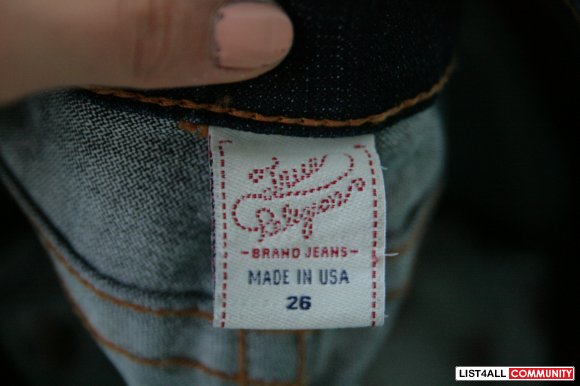 True
Religion
-BRAND JEANS-
MADE IN USA
26
LIST4ALL COMMUNITY